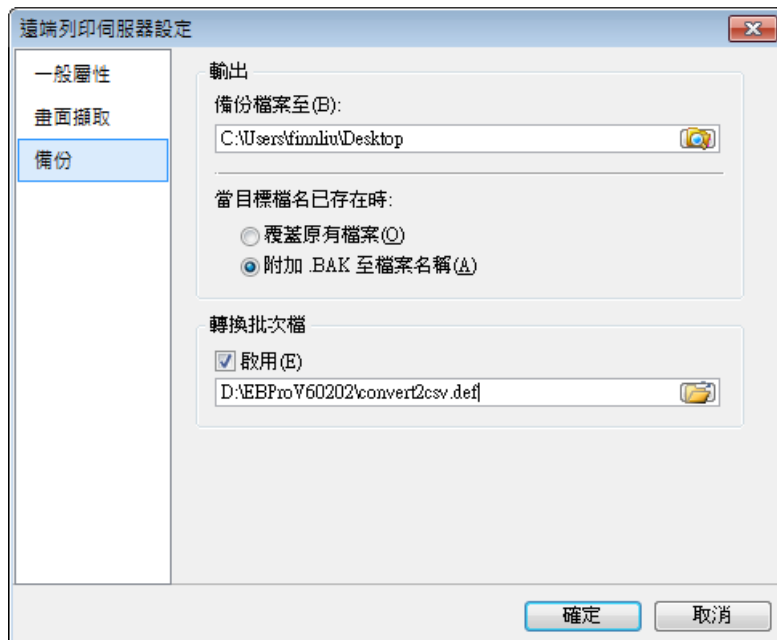 遠端列印伺服器設定
一般屬性
畫面擷取
備份
輸出
備份檔案至(B):
C:\Users\finnliu\Desktop
當目標檔名已存在時:
覆蓋原有檔案(O)
附加 .BAK 至檔案名稱(A)
轉換批次檔
啟用(E)
D:\EBProV60202\convert2csv.def
確定
取消